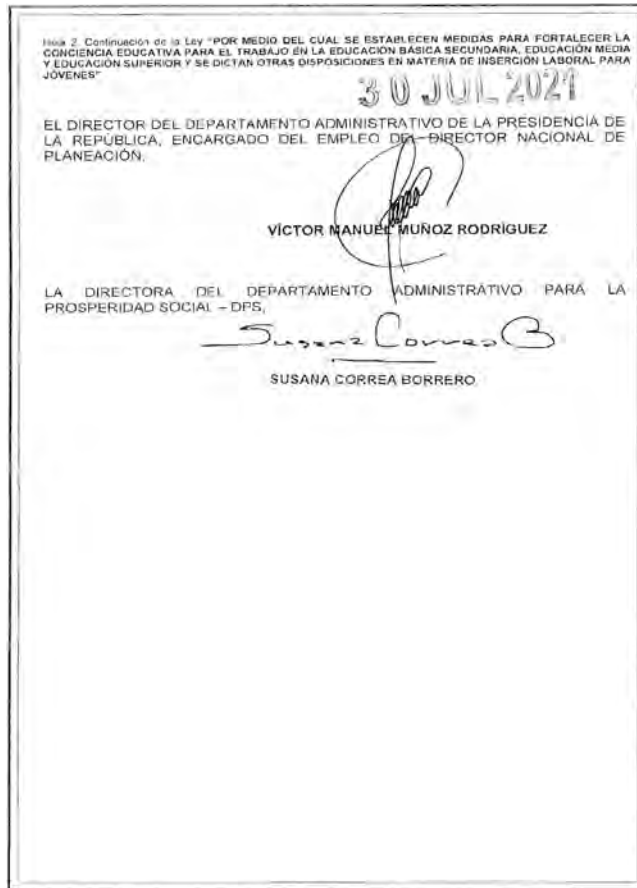 Hoja 2. Continuación de la Ley "POR MEDIO DEL CUAL SE ESTABLECEN MEDIDAS PARA FORTALECER LA
CONCIENCIA EDUCATIVA PARA EL TRABAJO EN LA EDUCACIÓN BÁSICA SECUNDARIA, EDUCACIÓN MEDIA
Y EDUCACIÓN SUPERIOR Y SE DICTAN OTRAS DISPOSICIONES EN MATERIA DE INSERCIÓN LABORAL PARA
JÓVENES"
30 JUL 2021
EL DIRECTOR DEL DEPARTAMENTO ADMINISTRATIVO DE LA PRESIDENCIA DE
LA REPÚBLICA, ENCARGADO DEL EMPLEO DE DIRECTOR NACIONAL DE
PLANEACIÓN,
VÍCTOR MANUEL MUÑOZ RODRÍGUEZ
LA DIRECTORA DEL DEPARTAMENTO ADMINISTRATIVO PARA LA
PROSPERIDAD SOCIAL – DPS,
Susana Correa B
SUSANA CORREA BORRERO